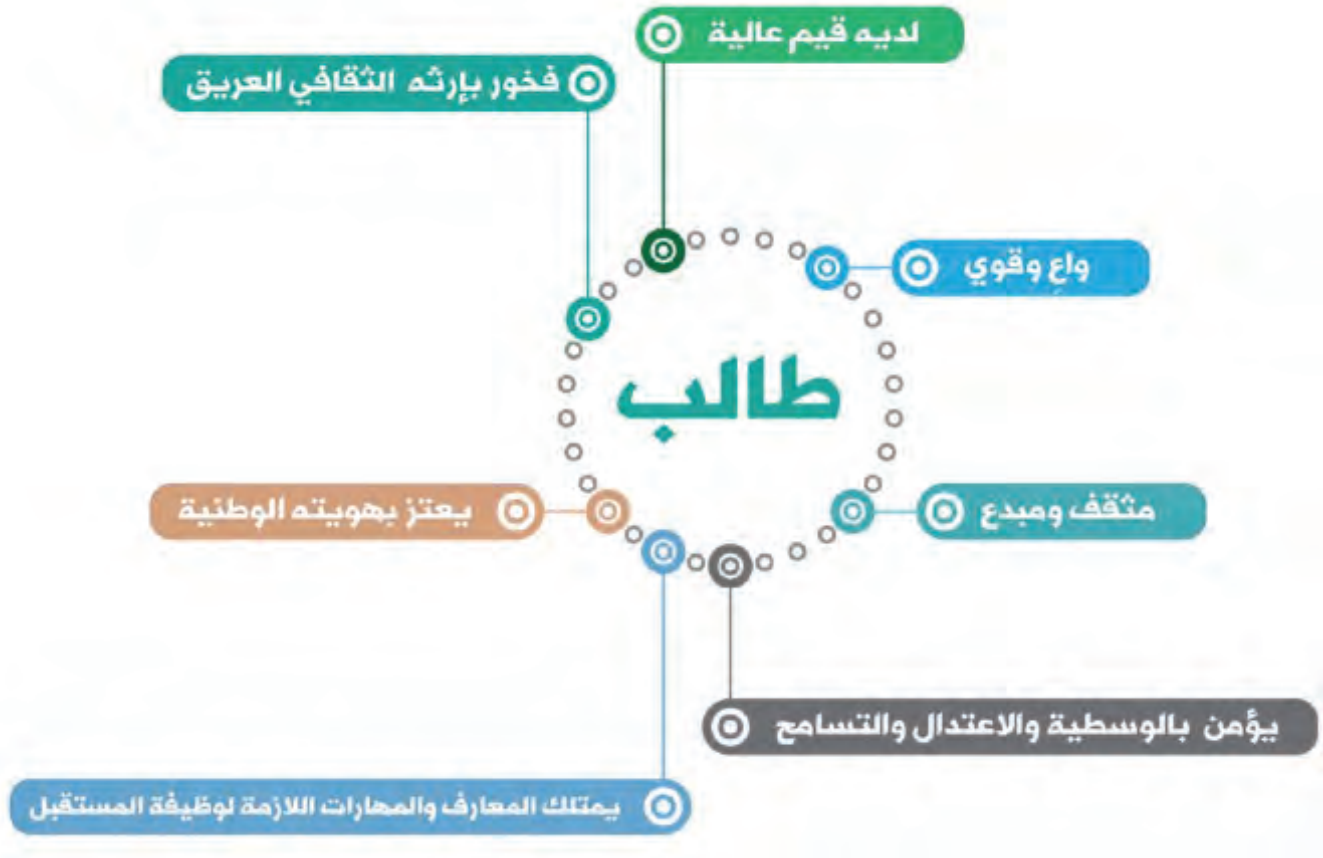 لديه قيم عالية
فخور بإرثه الثقافي العريق
واعِ وقوي
طالب
يعتز بهويته الوطنية
مثقف ومبدع
يؤمن بالوسطية والاعتدال والتسامح
يمتلك المعارف والمهارات اللازمة لوظيفة المستقبل